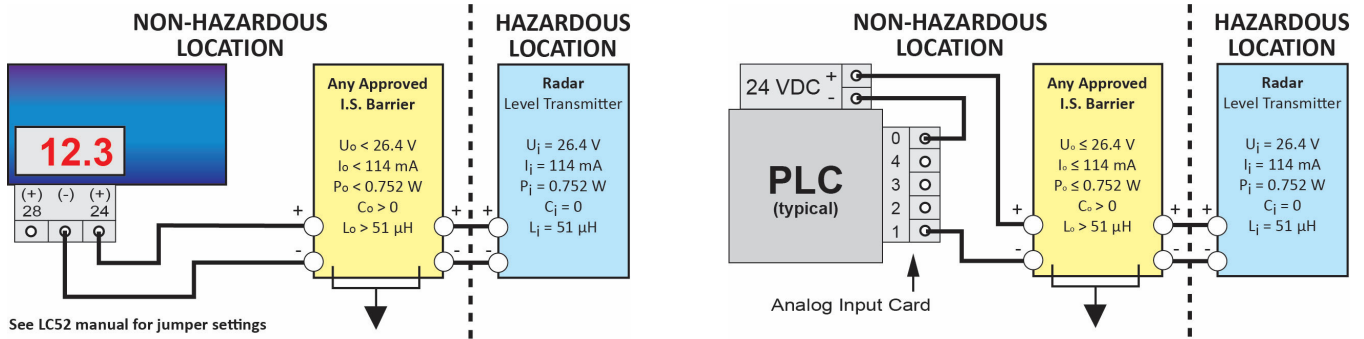 NON-HAZARDOUS
LOCATION
HAZARDOUS
LOCATION
12.3
(+) (-) (+)
28 24
Any Approved
I.S. Barrier
Uo < 26.4 V
Io < 114 mA
Po < 0.752 W
Co > 0
Lo > 51 µH
+
-
+ +
- -
Radar
Level Transmitter
Ui = 26.4 V
Ii = 114 mA
Pi = 0.752 W
Ci = 0
Li = 51 µH
See LC52 manual for jumper settings
NON-HAZARDOUS
LOCATION
HAZARDOUS
LOCATION
24 VDC +
-
PLC
(typical)
0
4
3
2
1
Analog Input Card
Any Approved
I.S. Barrier
Uo ≤ 26.4 V
Io ≤ 114 mA
Po ≤ 0.752 W
Co > 0
Lo > 51 µH
+
-
+ +
- -
Radar
Level Transmitter
Ui = 26.4 V
Ii = 114 mA
Pi = 0.752 W
Ci = 0
Li = 51 µH